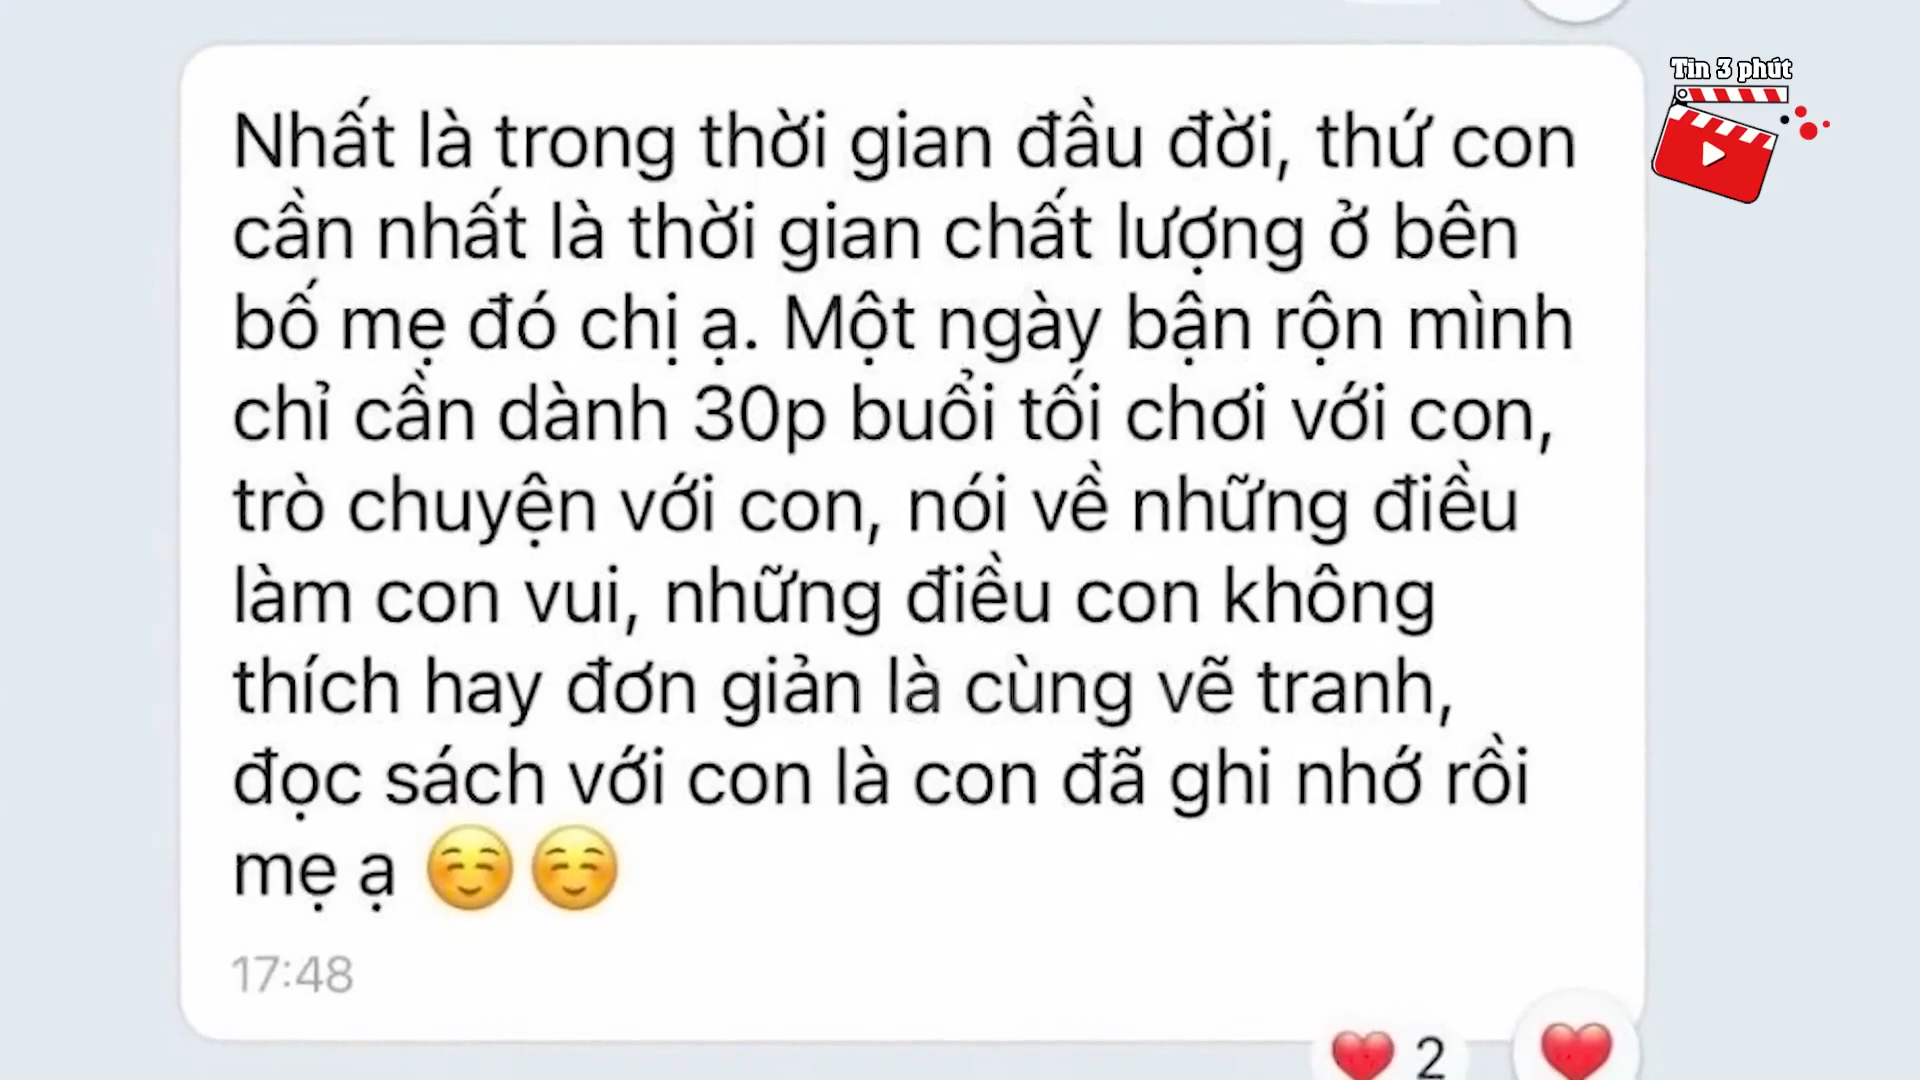 Tin 3 phút
Nhất là trong thời gian đầu đời, thứ con
cần nhất là thời gian chất lượng ở bên
bố mẹ đó chị ạ. Một ngày bận rộn mình
chỉ cần dành 30p buổi tối chơi với con,
trò chuyện với con, nói về những điều
làm con vui, những điều con không
thích hay đơn giản là cùng vẽ tranh,
đọc sách với con là con đã ghi nhớ rồi
mẹ ạ ☺️☺️
17:48
❤️ 2 ❤️